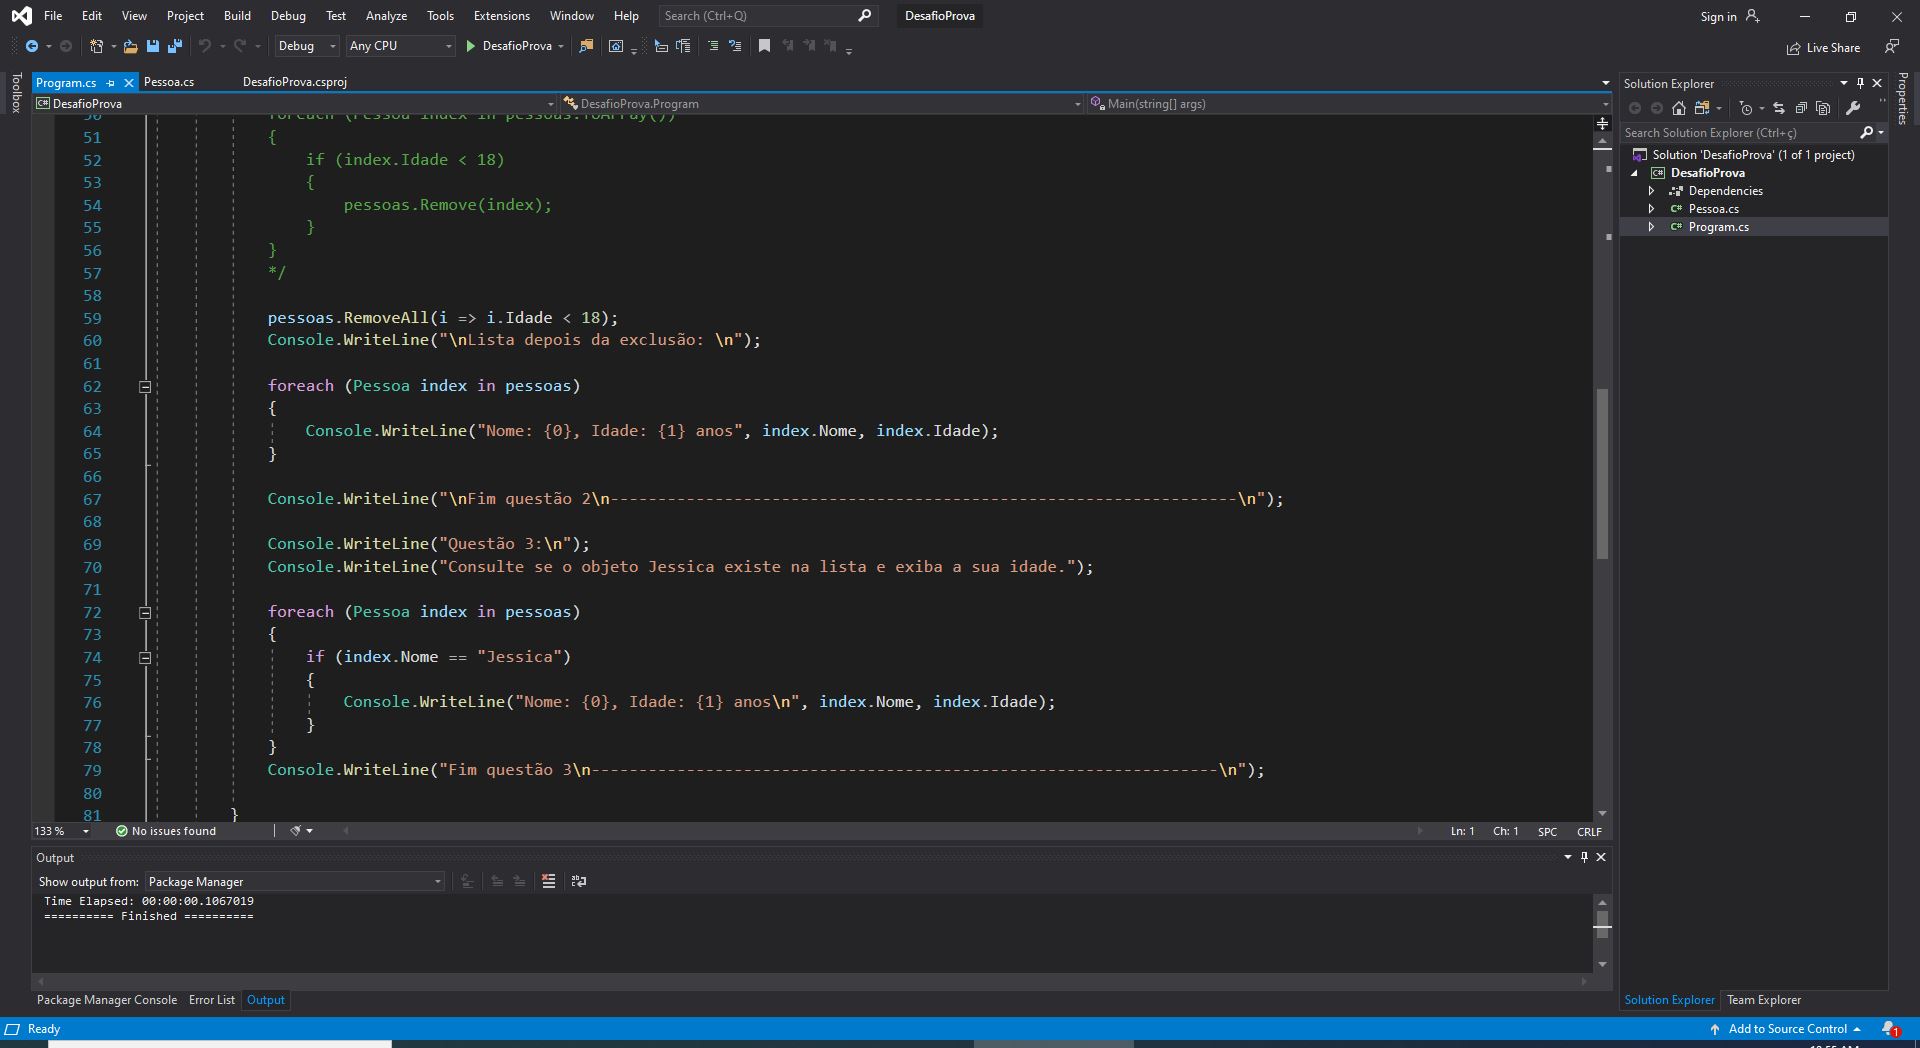 File Edit View Project Build Debug Test Analyze Tools Extensions Window Help Search (Ctrl+Q) DesafioProva Sign in
Debug Any CPU DesafioProva Live Share
Toolbox
Program.cs Pessoa.cs DesafioProva.csproj
DesafioProva DesafioProva.Program Main(string[] args)
50 foreach (Pessoa index in pessoas.ToArray())
51 {
52 if (index.Idade < 18)
53 {
54 pessoas.Remove(index);
55 }
56 }
57 */
58
59 pessoas.RemoveAll(i => i.Idade < 18);
60 Console.WriteLine("\nLista depois da exclusão: \n");
61
62 foreach (Pessoa index in pessoas)
63 {
64 Console.WriteLine("Nome: {0}, Idade: {1} anos", index.Nome, index.Idade);
65 }
66
67 Console.WriteLine("\nFim questão 2\n------------------------------------------------------------------\n");
68
69 Console.WriteLine("Questão 3:\n");
70 Console.WriteLine("Consulte se o objeto Jessica existe na lista e exiba a sua idade.");
71
72 foreach (Pessoa index in pessoas)
73 {
74 if (index.Nome == "Jessica")
75 {
76 Console.WriteLine("Nome: {0}, Idade: {1} anos\n", index.Nome, index.Idade);
77 }
78 }
79 Console.WriteLine("Fim questão 3\n------------------------------------------------------------------\n");
80
81 }
133 % No issues found Ln: 1 Ch: 1 SPC CRLF
Output
Show output from: Package Manager
Time Elapsed: 00:00:00.1067019
========== Finished ==========
Package Manager Console Error List Output
Solution Explorer
Search Solution Explorer (Ctrl+ç)
Solution 'DesafioProva' (1 of 1 project)
DesafioProva
Dependencies
Pessoa.cs
Program.cs
Solution Explorer Team Explorer
Properties
Ready Add to Source Control 1